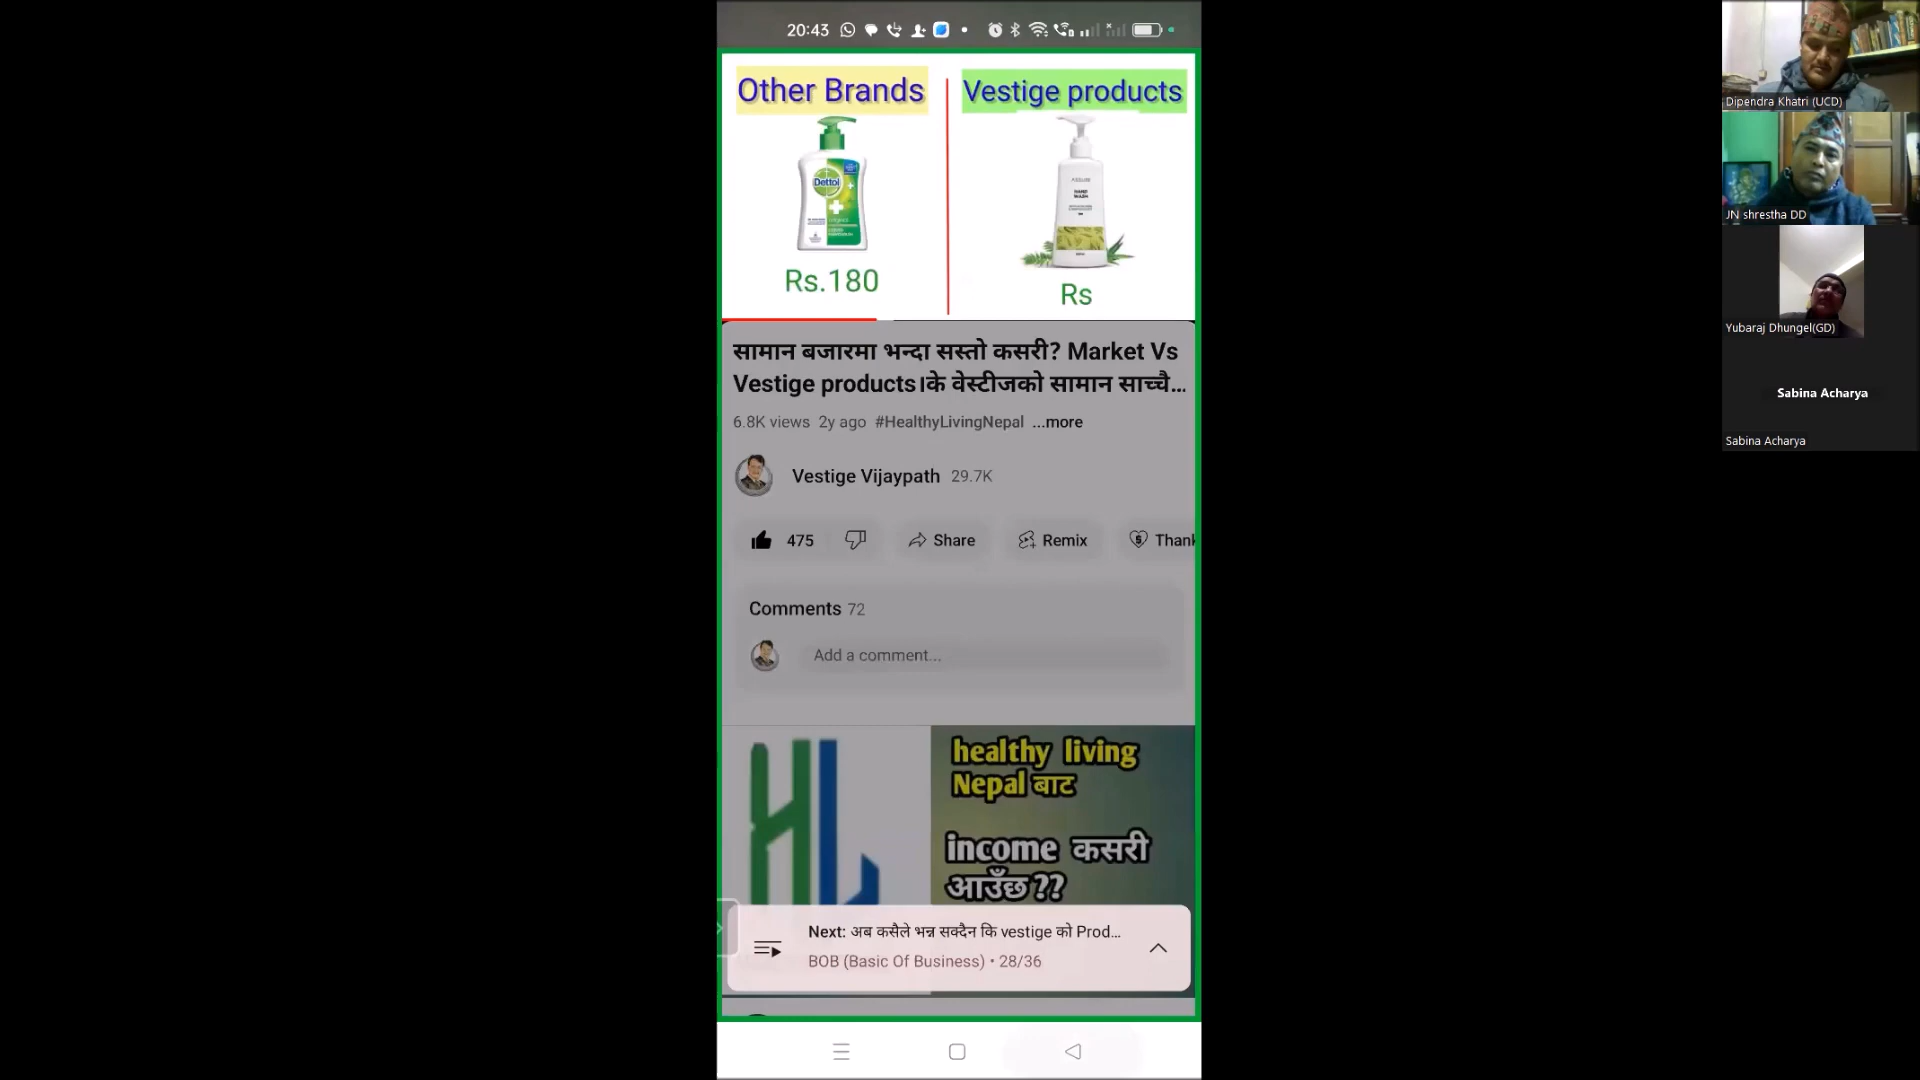 20:43
Other Brands
Vestige products
Dettol
ASSURE
HAND
WASH
Rs.180
Rs
सामान बजारमा भन्दा सस्तो कसरी? Market Vs
Vestige products।के वेस्टीजको सामान साच्चै...
6.8K views 2y ago #HealthyLivingNepal ...more
Vestige Vijaypath 29.7K
475
Share
Remix
Thank
Comments 72
Add a comment...
healthy living
Nepal बाट
income कसरी
आउँछ ??
Next: अब कसैले भन्न सक्दैन कि vestige को Prod...
BOB (Basic Of Business) • 28/36
Dipendra Khatri (UCD)
JN shrestha DD
Yubaraj Dhungel(GD)
Sabina Acharya
Sabina Acharya